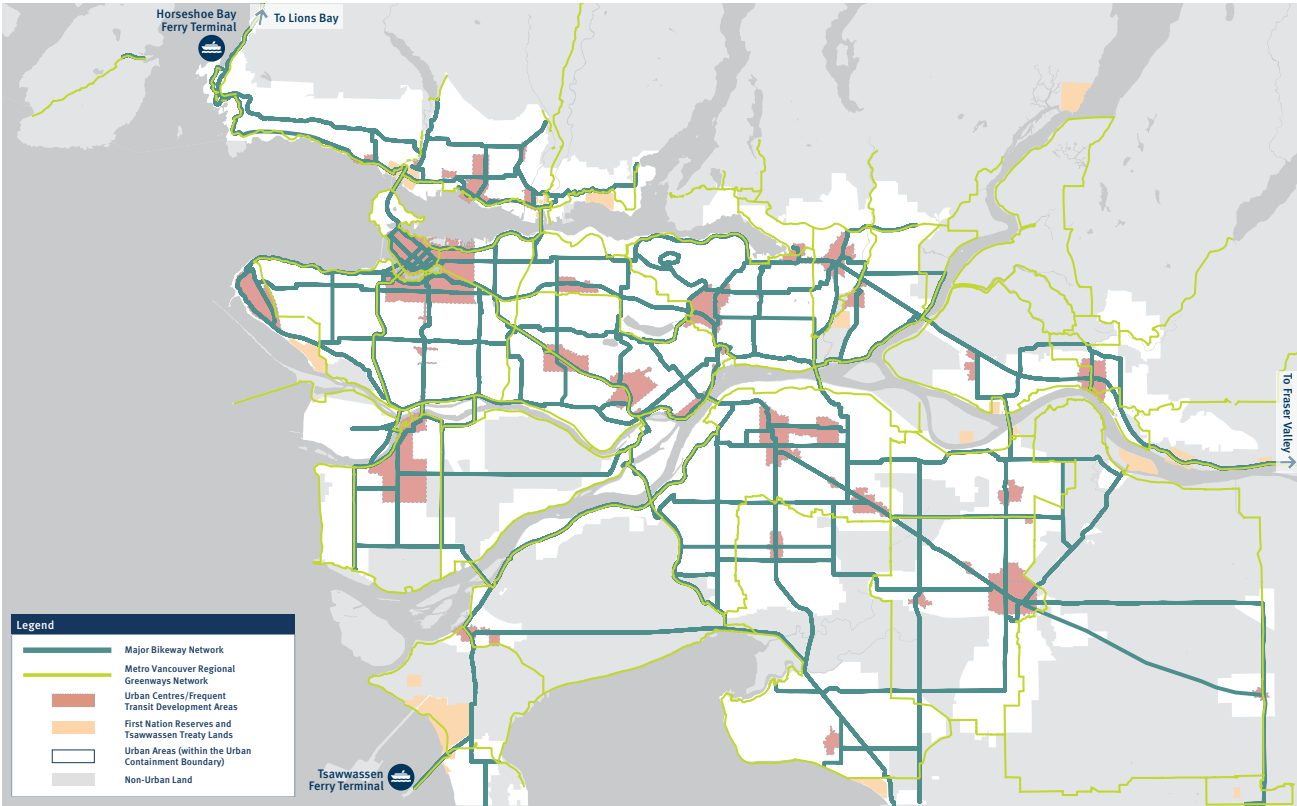 Horseshoe Bay
Ferry Terminal
To Lions Bay
To Fraser Valley
Legend
Major Bikeway Network
Metro Vancouver Regional
Greenways Network
Urban Centres/Frequent
Transit Development Areas
First Nation Reserves and
Tsawwassen Treaty Lands
Urban Areas (within the Urban
Containment Boundary)
Non-Urban Land
Tsawwassen
Ferry Terminal